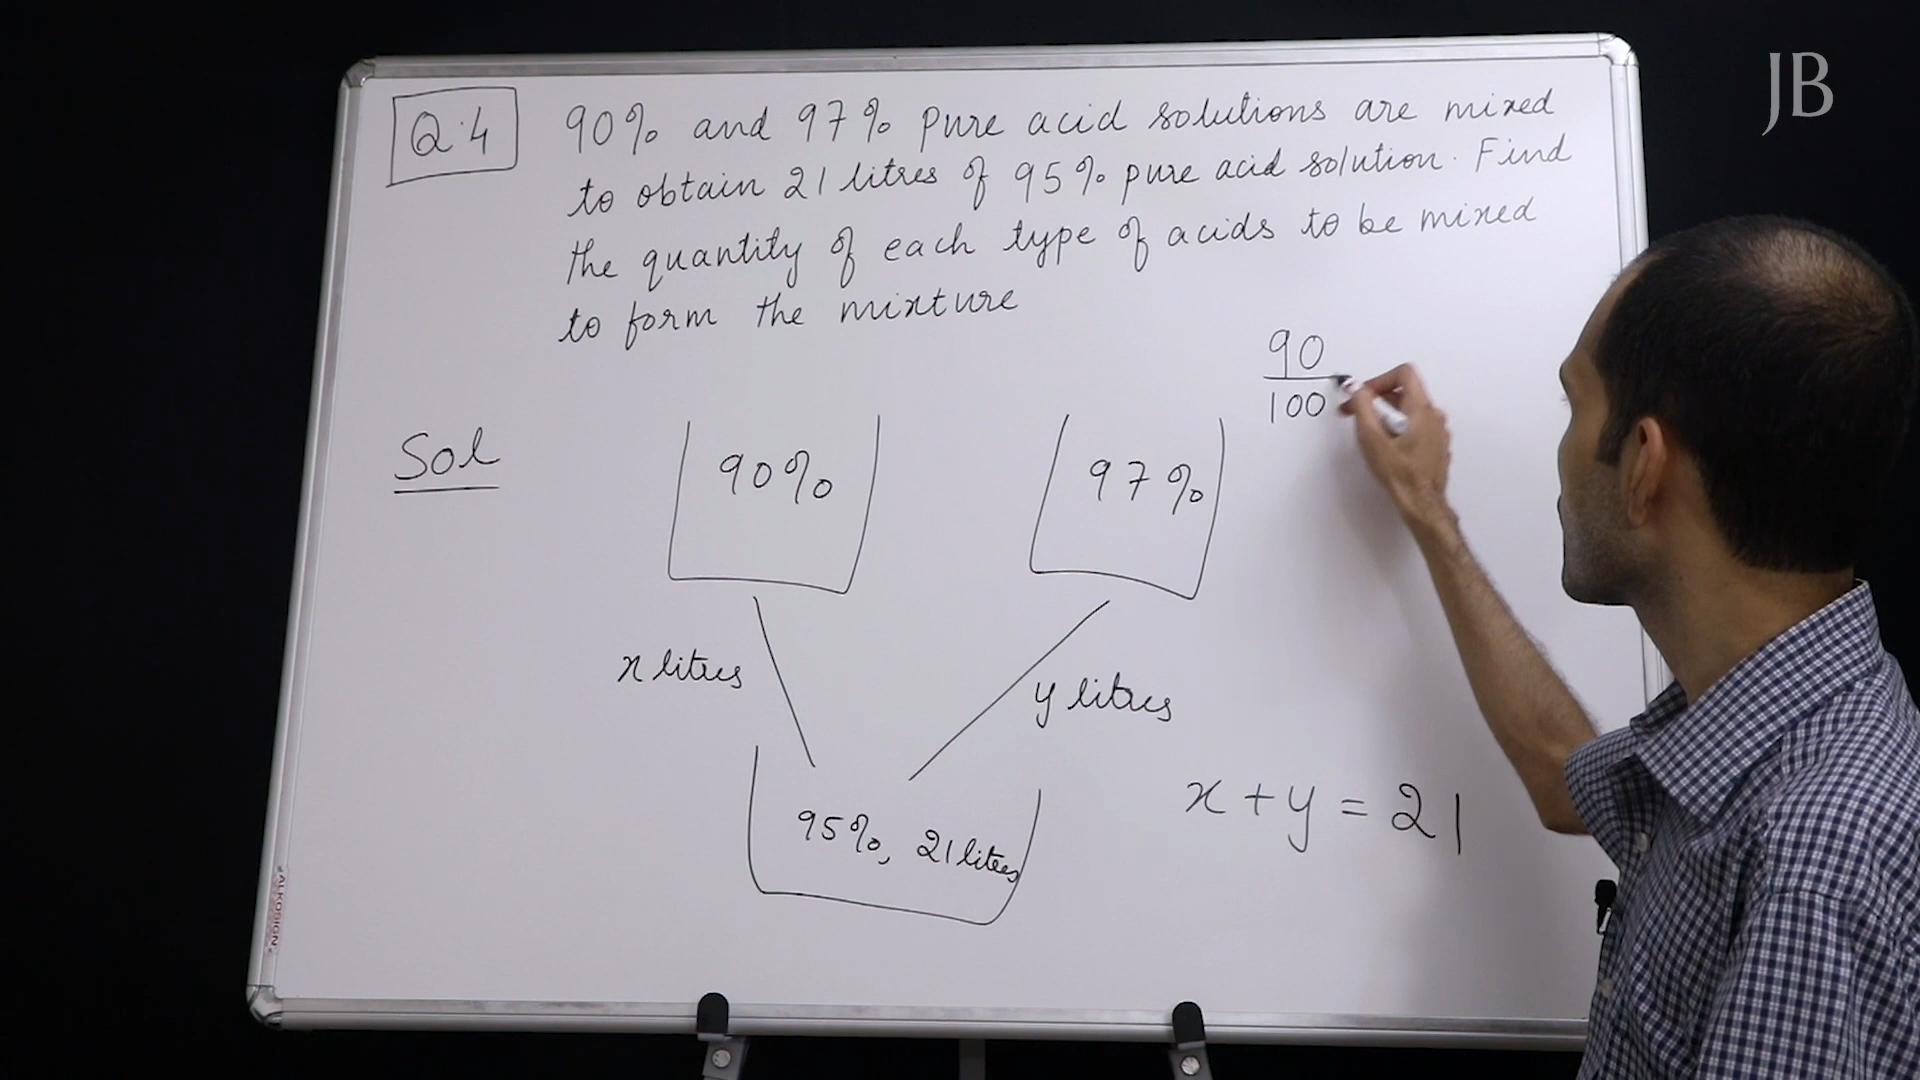 JB
Q.4 90% and 97% pure acid solutions are mixed
to obtain 21 litres of 95% pure acid solution. Find
the quantity of each type of acids to be mixed
to form the mixture
90
100
Sol
90%
97%
x litres
y litres
95%, 21 litres
x + y = 21
ALKOSIGN